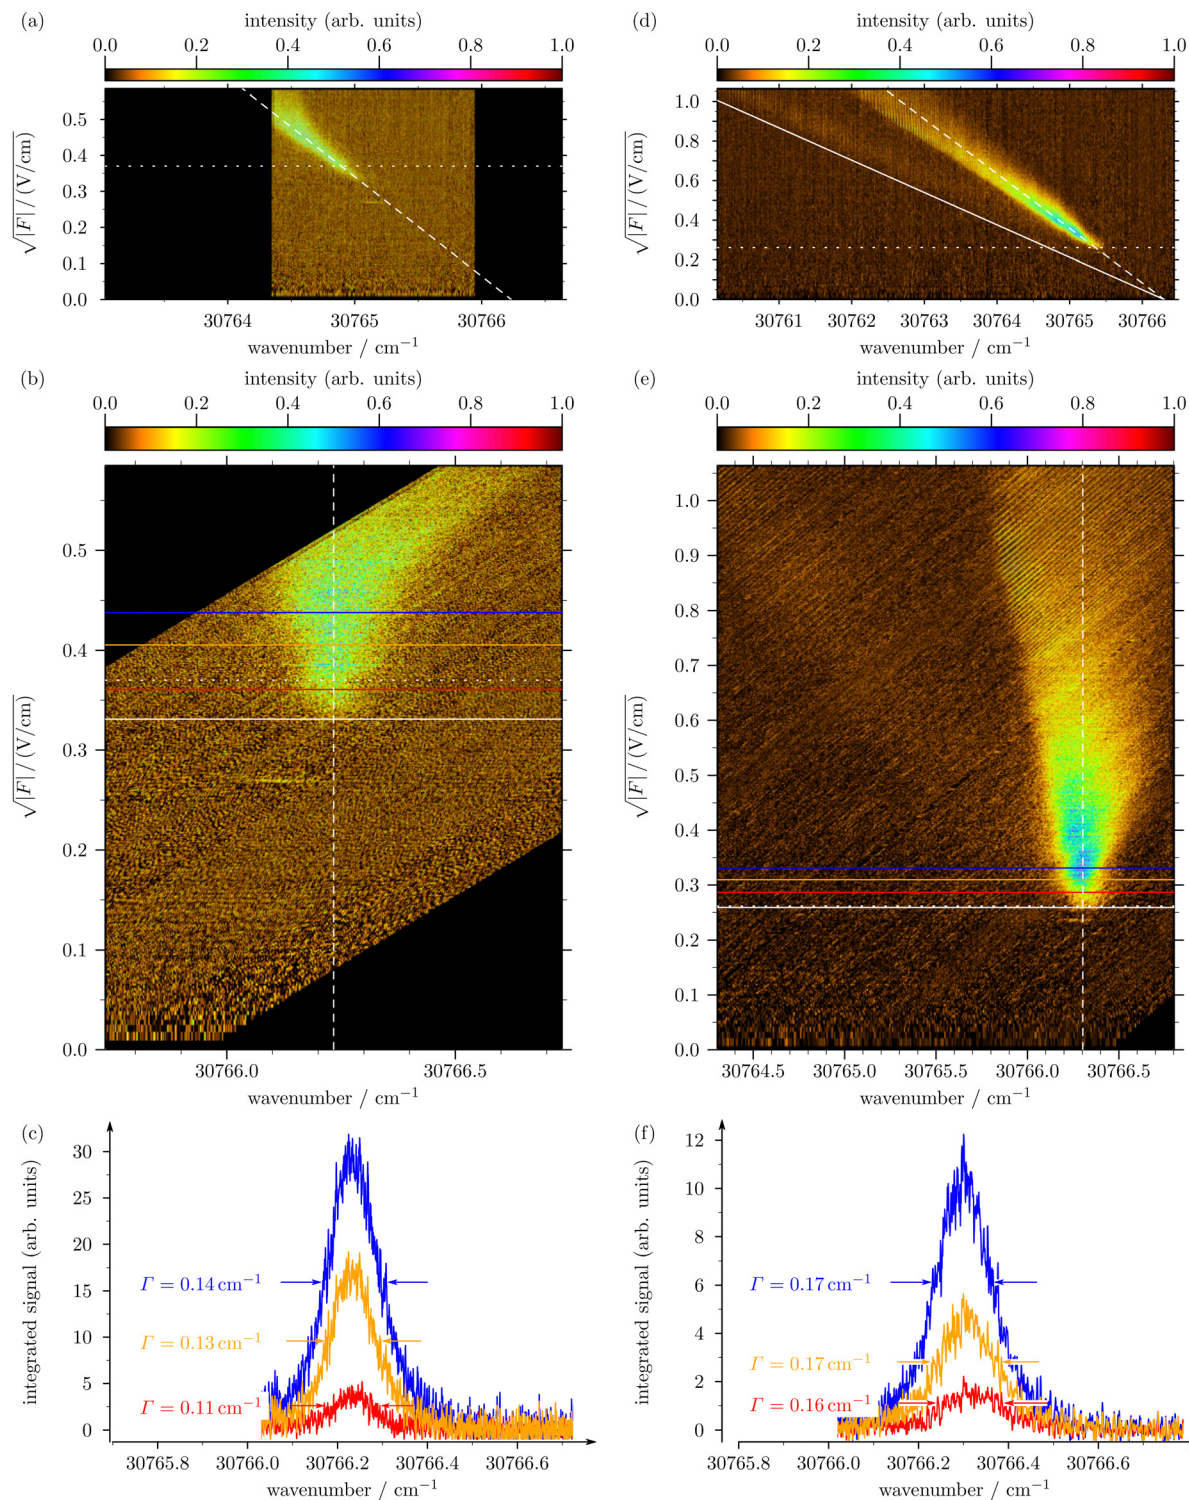 (a)
intensity (arb. units)
0.0 0.2 0.4 0.6 0.8 1.0
√|F| / (V/cm)
0.5
0.4
0.3
0.2
0.1
0.0
30764 30765 30766
wavenumber / cm⁻¹
(d)
intensity (arb. units)
0.0 0.2 0.4 0.6 0.8 1.0
√|F| / (V/cm)
1.0
0.8
0.6
0.4
0.2
0.0
30761 30762 30763 30764 30765 30766
wavenumber / cm⁻¹
(b)
intensity (arb. units)
0.0 0.2 0.4 0.6 0.8 1.0
√|F| / (V/cm)
0.5
0.4
0.3
0.2
0.1
0.0
30766.0 30766.5
wavenumber / cm⁻¹
(e)
intensity (arb. units)
0.0 0.2 0.4 0.6 0.8 1.0
√|F| / (V/cm)
1.0
0.9
0.8
0.7
0.6
0.5
0.4
0.3
0.2
0.1
0.0
30764.5 30765.0 30765.5 30766.0 30766.5
wavenumber / cm⁻¹
(c)
integrated signal (arb. units)
30
25
20
15
10
5
0
Γ = 0.14 cm⁻¹
Γ = 0.13 cm⁻¹
Γ = 0.11 cm⁻¹
30765.8 30766.0 30766.2 30766.4 30766.6
wavenumber / cm⁻¹
(f)
integrated signal (arb. units)
12
10
8
6
4
2
0
Γ = 0.17 cm⁻¹
Γ = 0.17 cm⁻¹
Γ = 0.16 cm⁻¹
30765.8 30766.0 30766.2 30766.4 30766.6
wavenumber / cm⁻¹